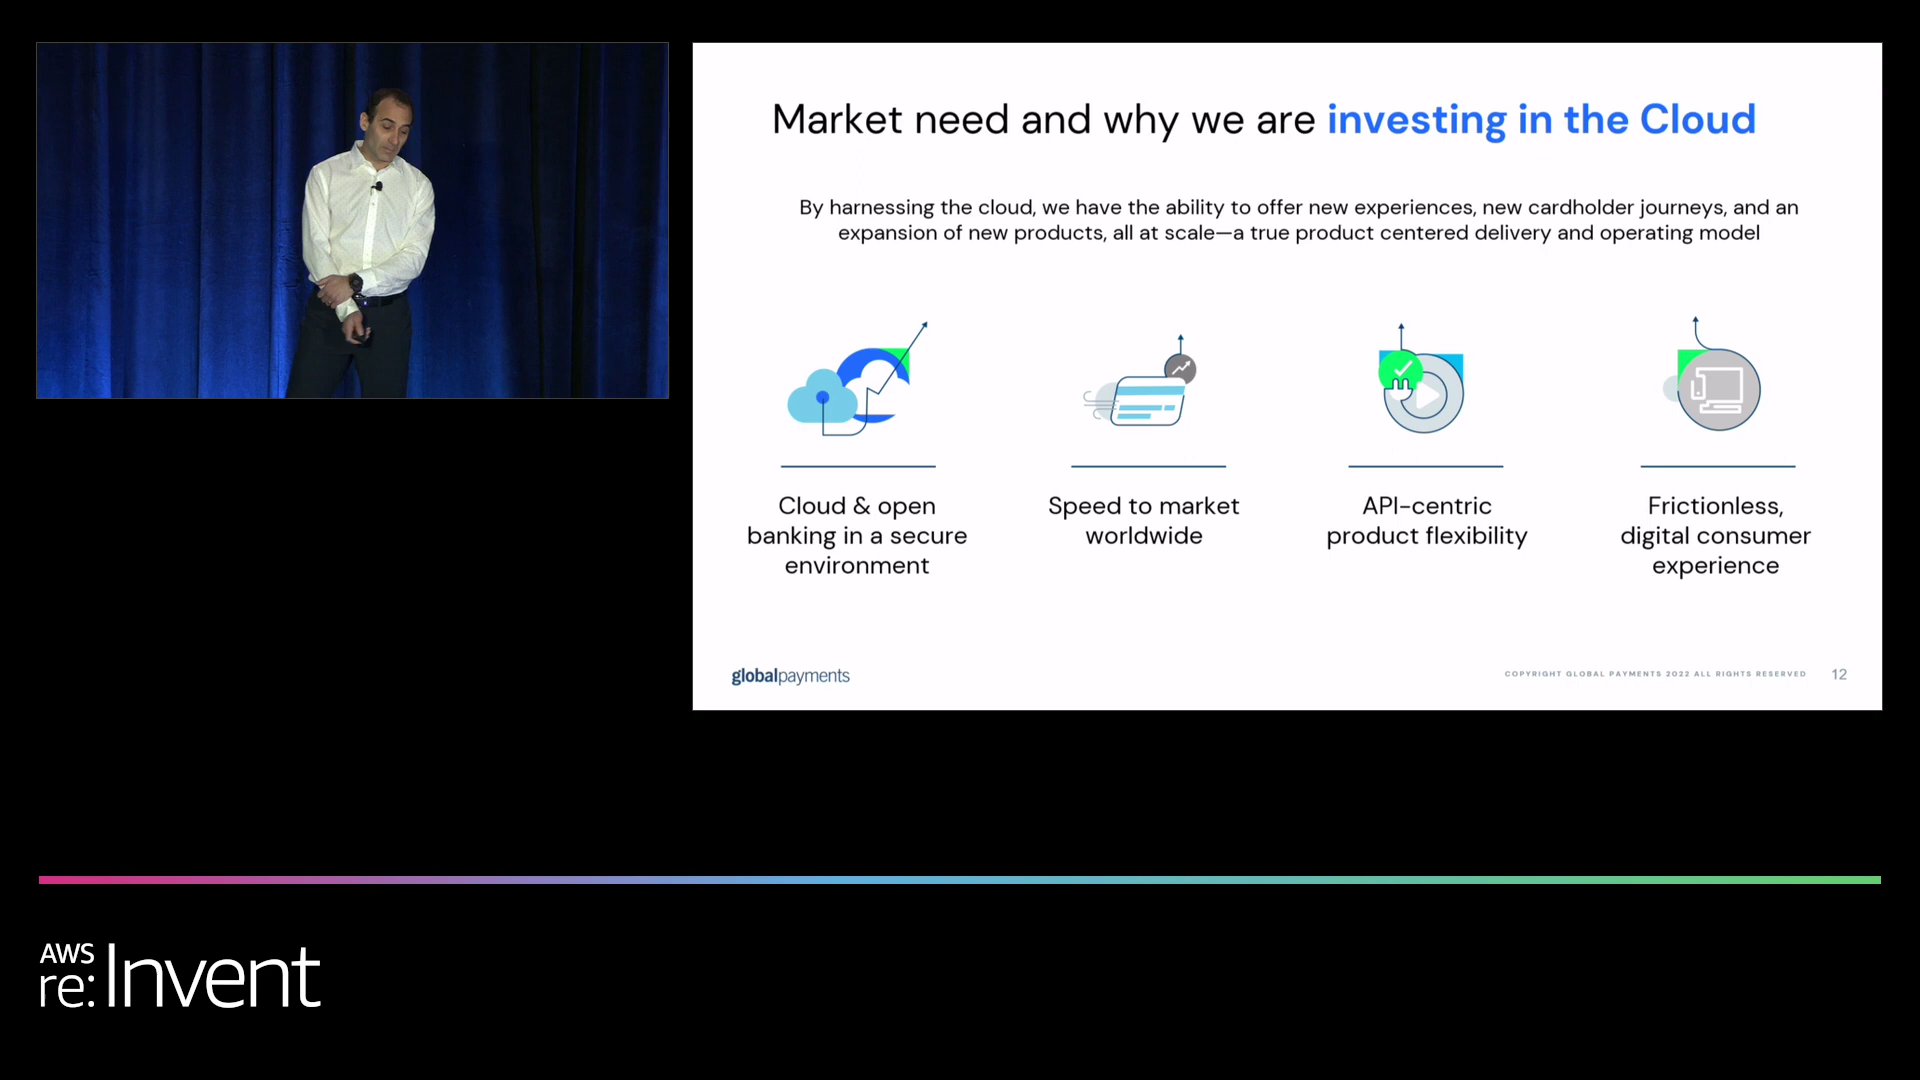 Market need and why we are investing in the Cloud
By harnessing the cloud, we have the ability to offer new experiences, new cardholder journeys, and an
expansion of new products, all at scale—a true product centered delivery and operating model
Cloud & open
banking in a secure
environment
Speed to market
worldwide
API-centric
product flexibility
Frictionless,
digital consumer
experience
globalpayments
COPYRIGHT GLOBAL PAYMENTS 2022 ALL RIGHTS RESERVED
12
AWS
re:Invent